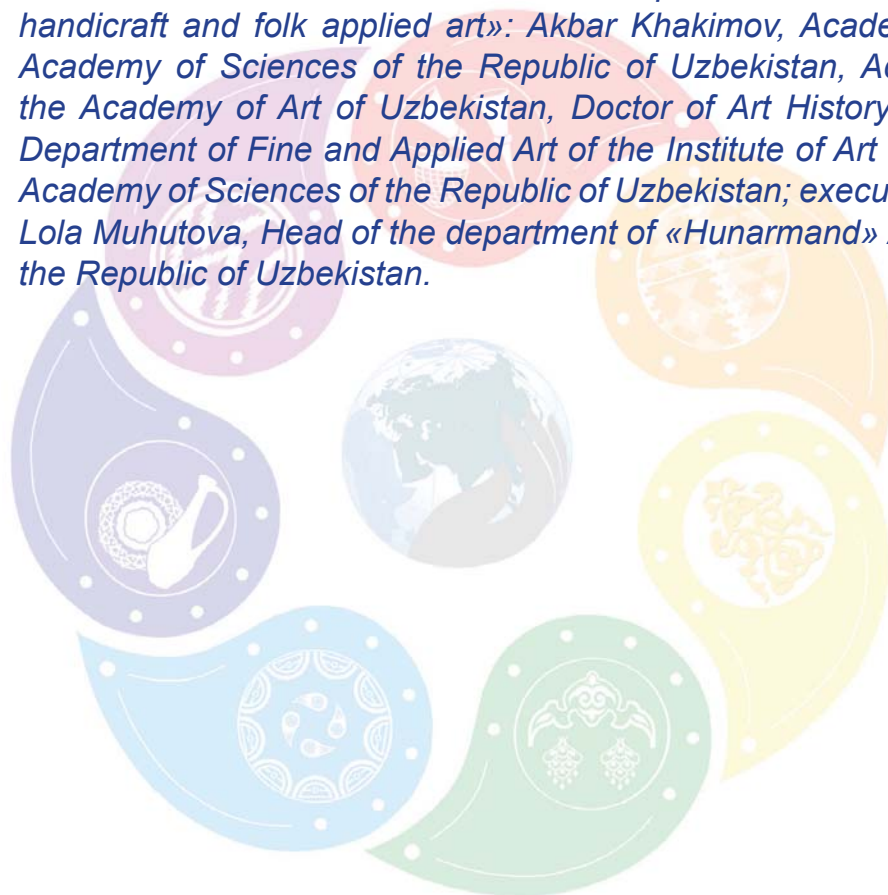 handicraft and folk applied art»: Akbar Khakimov,
Academy of Sciences of the Republic of Uzbekistan,
the Academy of Art of Uzbekistan, Doctor of Art History
Department of Fine and Applied Art of the Institute of Art
Academy of Sciences of the Republic of Uzbekistan;
Lola Muhutova, Head of the department of «Hunarmand»
the Republic of Uzbekistan.